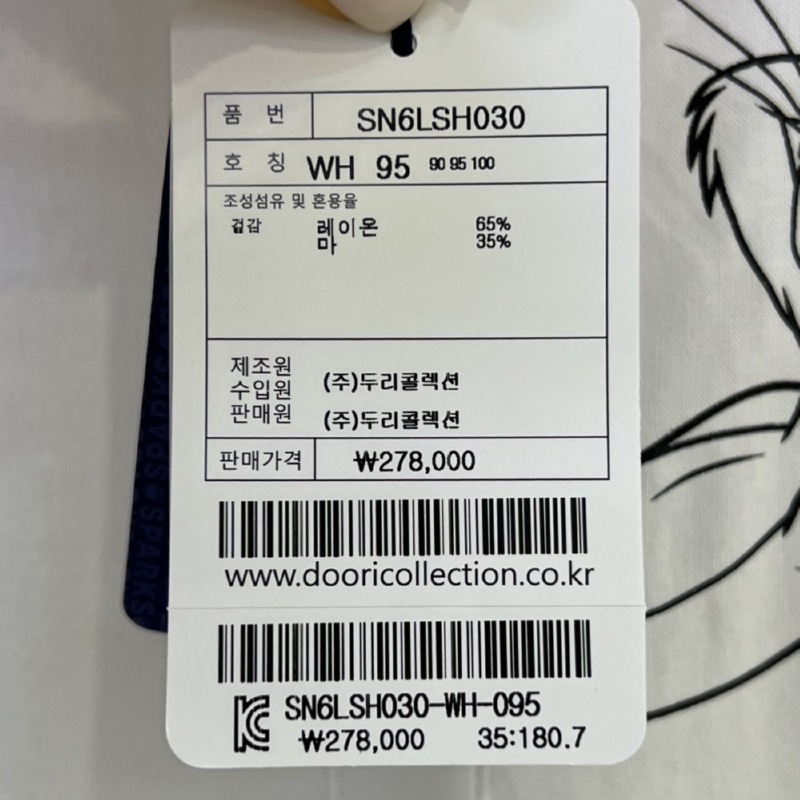 품 번 SN6LSH030
호 칭 WH 95 90 95 100
조성섬유 및 혼용율
겉감 레이온 65%
마 35%
제조원
수입원 (주)두리콜렉션
판매원 (주)두리콜렉션
판매가격 ₩278,000
www.dooricollection.co.kr
SN6LSH030-WH-095
₩278,000 35:180.7
SPARKS SPARKS